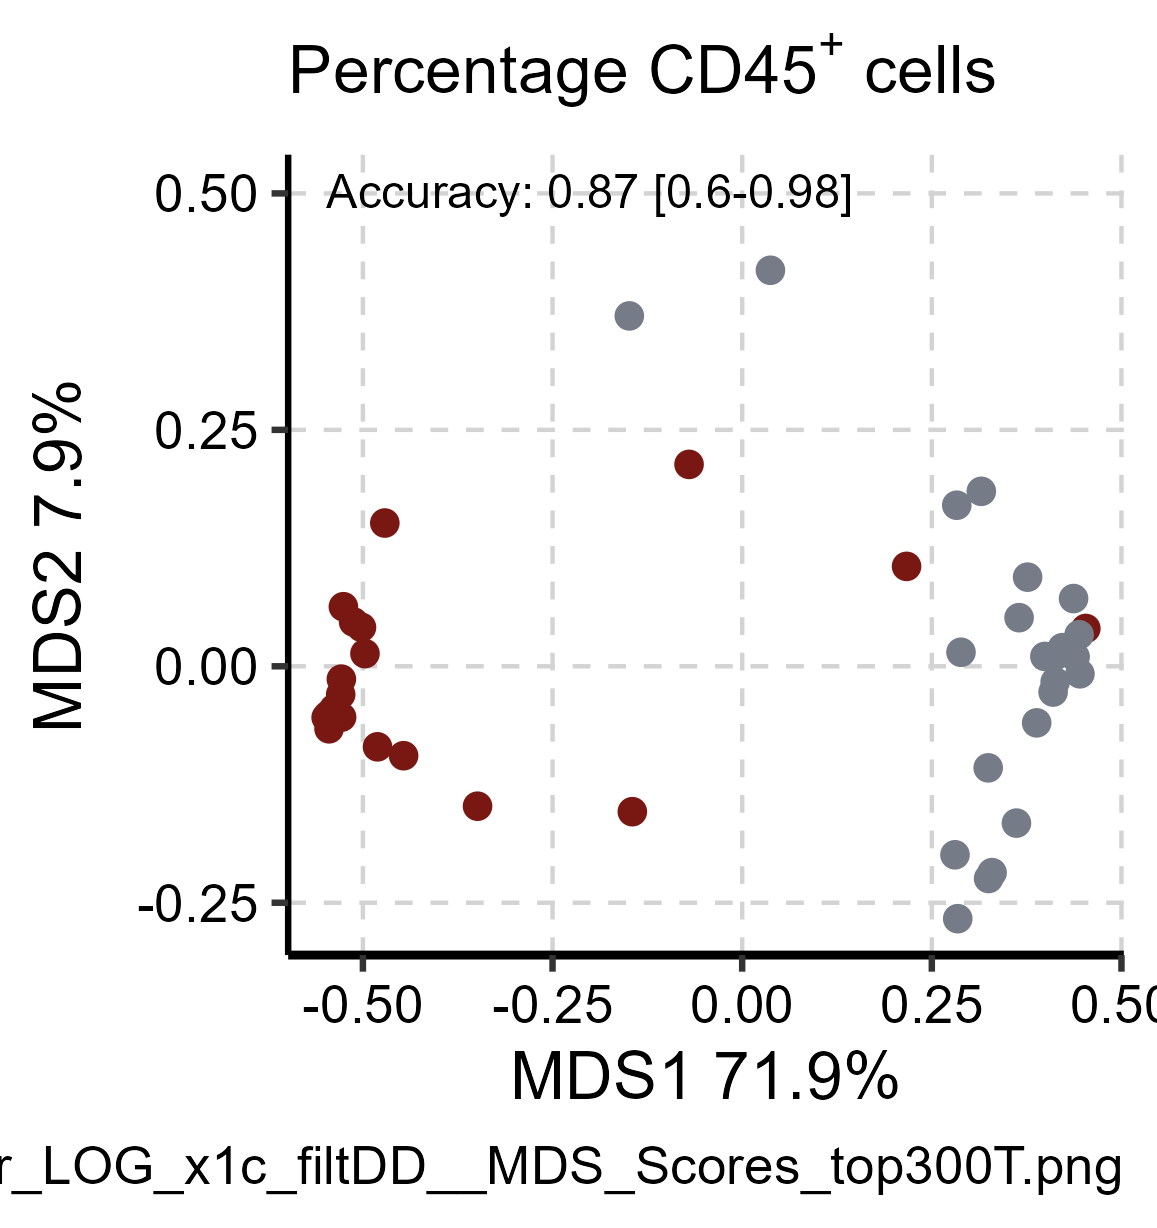 Percentage CD45⁺ cells
Accuracy: 0.87 [0.6-0.98]
0.50
0.25
0.00
-0.25
MDS2 7.9%
-0.50 -0.25 0.00 0.25 0.50
MDS1 71.9%
r_LOG_x1c_filtDD__MDS_Scores_top300T.png